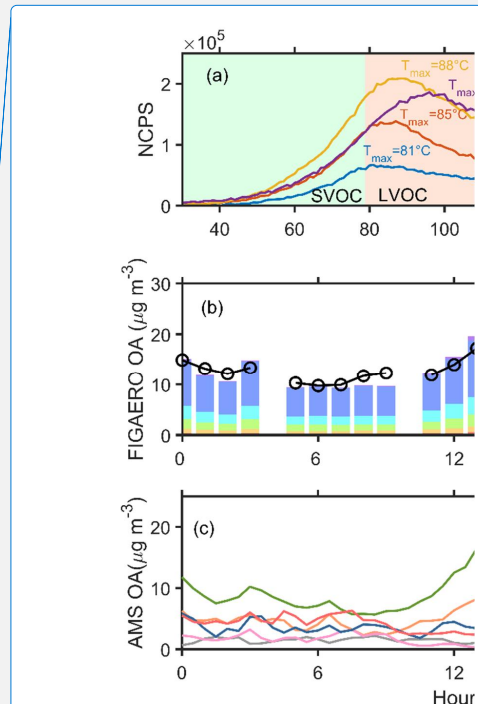 ×10⁵
(a)
T_max=88°C
T_max
T_max=85°C
T_max=81°C
NCPS
2
1
0
SVOC LVOC
40 60 80 100
(b)
FIGAERO OA (μg m⁻³)
30
20
10
0
0 6 12
(c)
AMS OA(μg m⁻³)
20
10
0
0 6 12
Hour